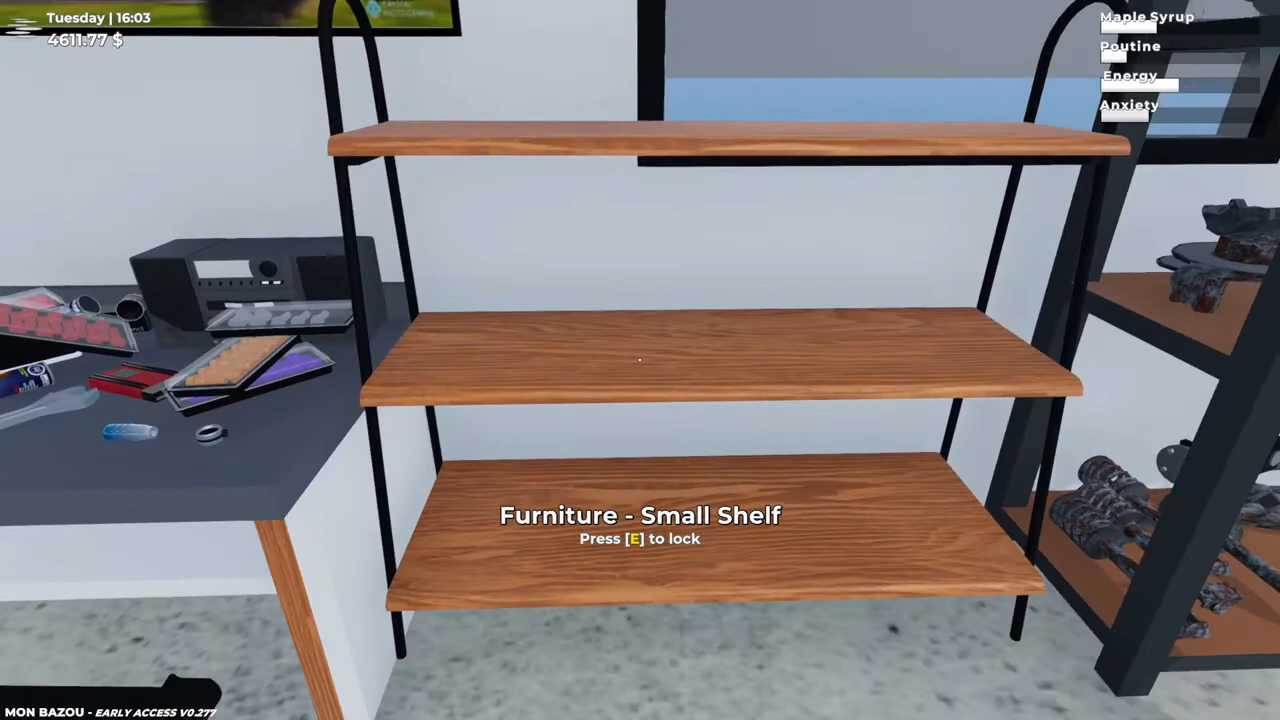 Tuesday | 16:03
4611.77 $
Maple Syrup
Poutine
Energy
Anxiety
Furniture - Small Shelf
Press [E] to lock
MON BAZOU - EARLY ACCESS V0.277